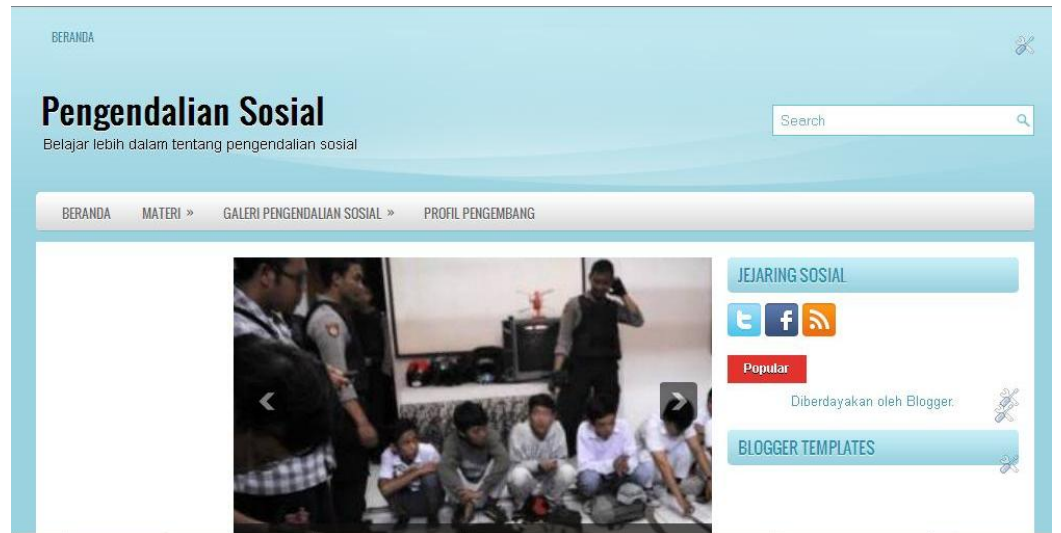 BERANDA
Pengendalian Sosial
Belajar lebih dalam tentang pengendalian sosial
Search
BERANDA MATERI » GALERI PENGENDALIAN SOSIAL » PROFIL PENGEMBANG
JEJARING SOSIAL
Popular
Diberdayakan oleh Blogger.
BLOGGER TEMPLATES